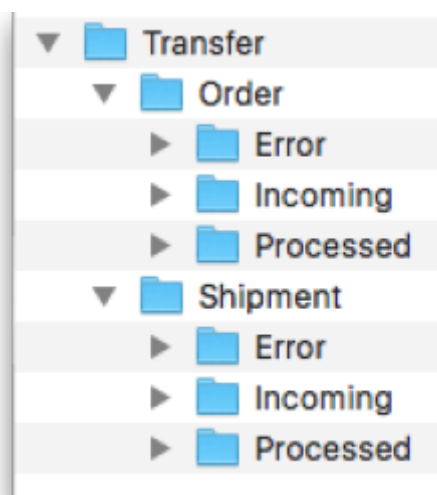 Transfer
Order
Error
Incoming
Processed
Shipment
Error
Incoming
Processed